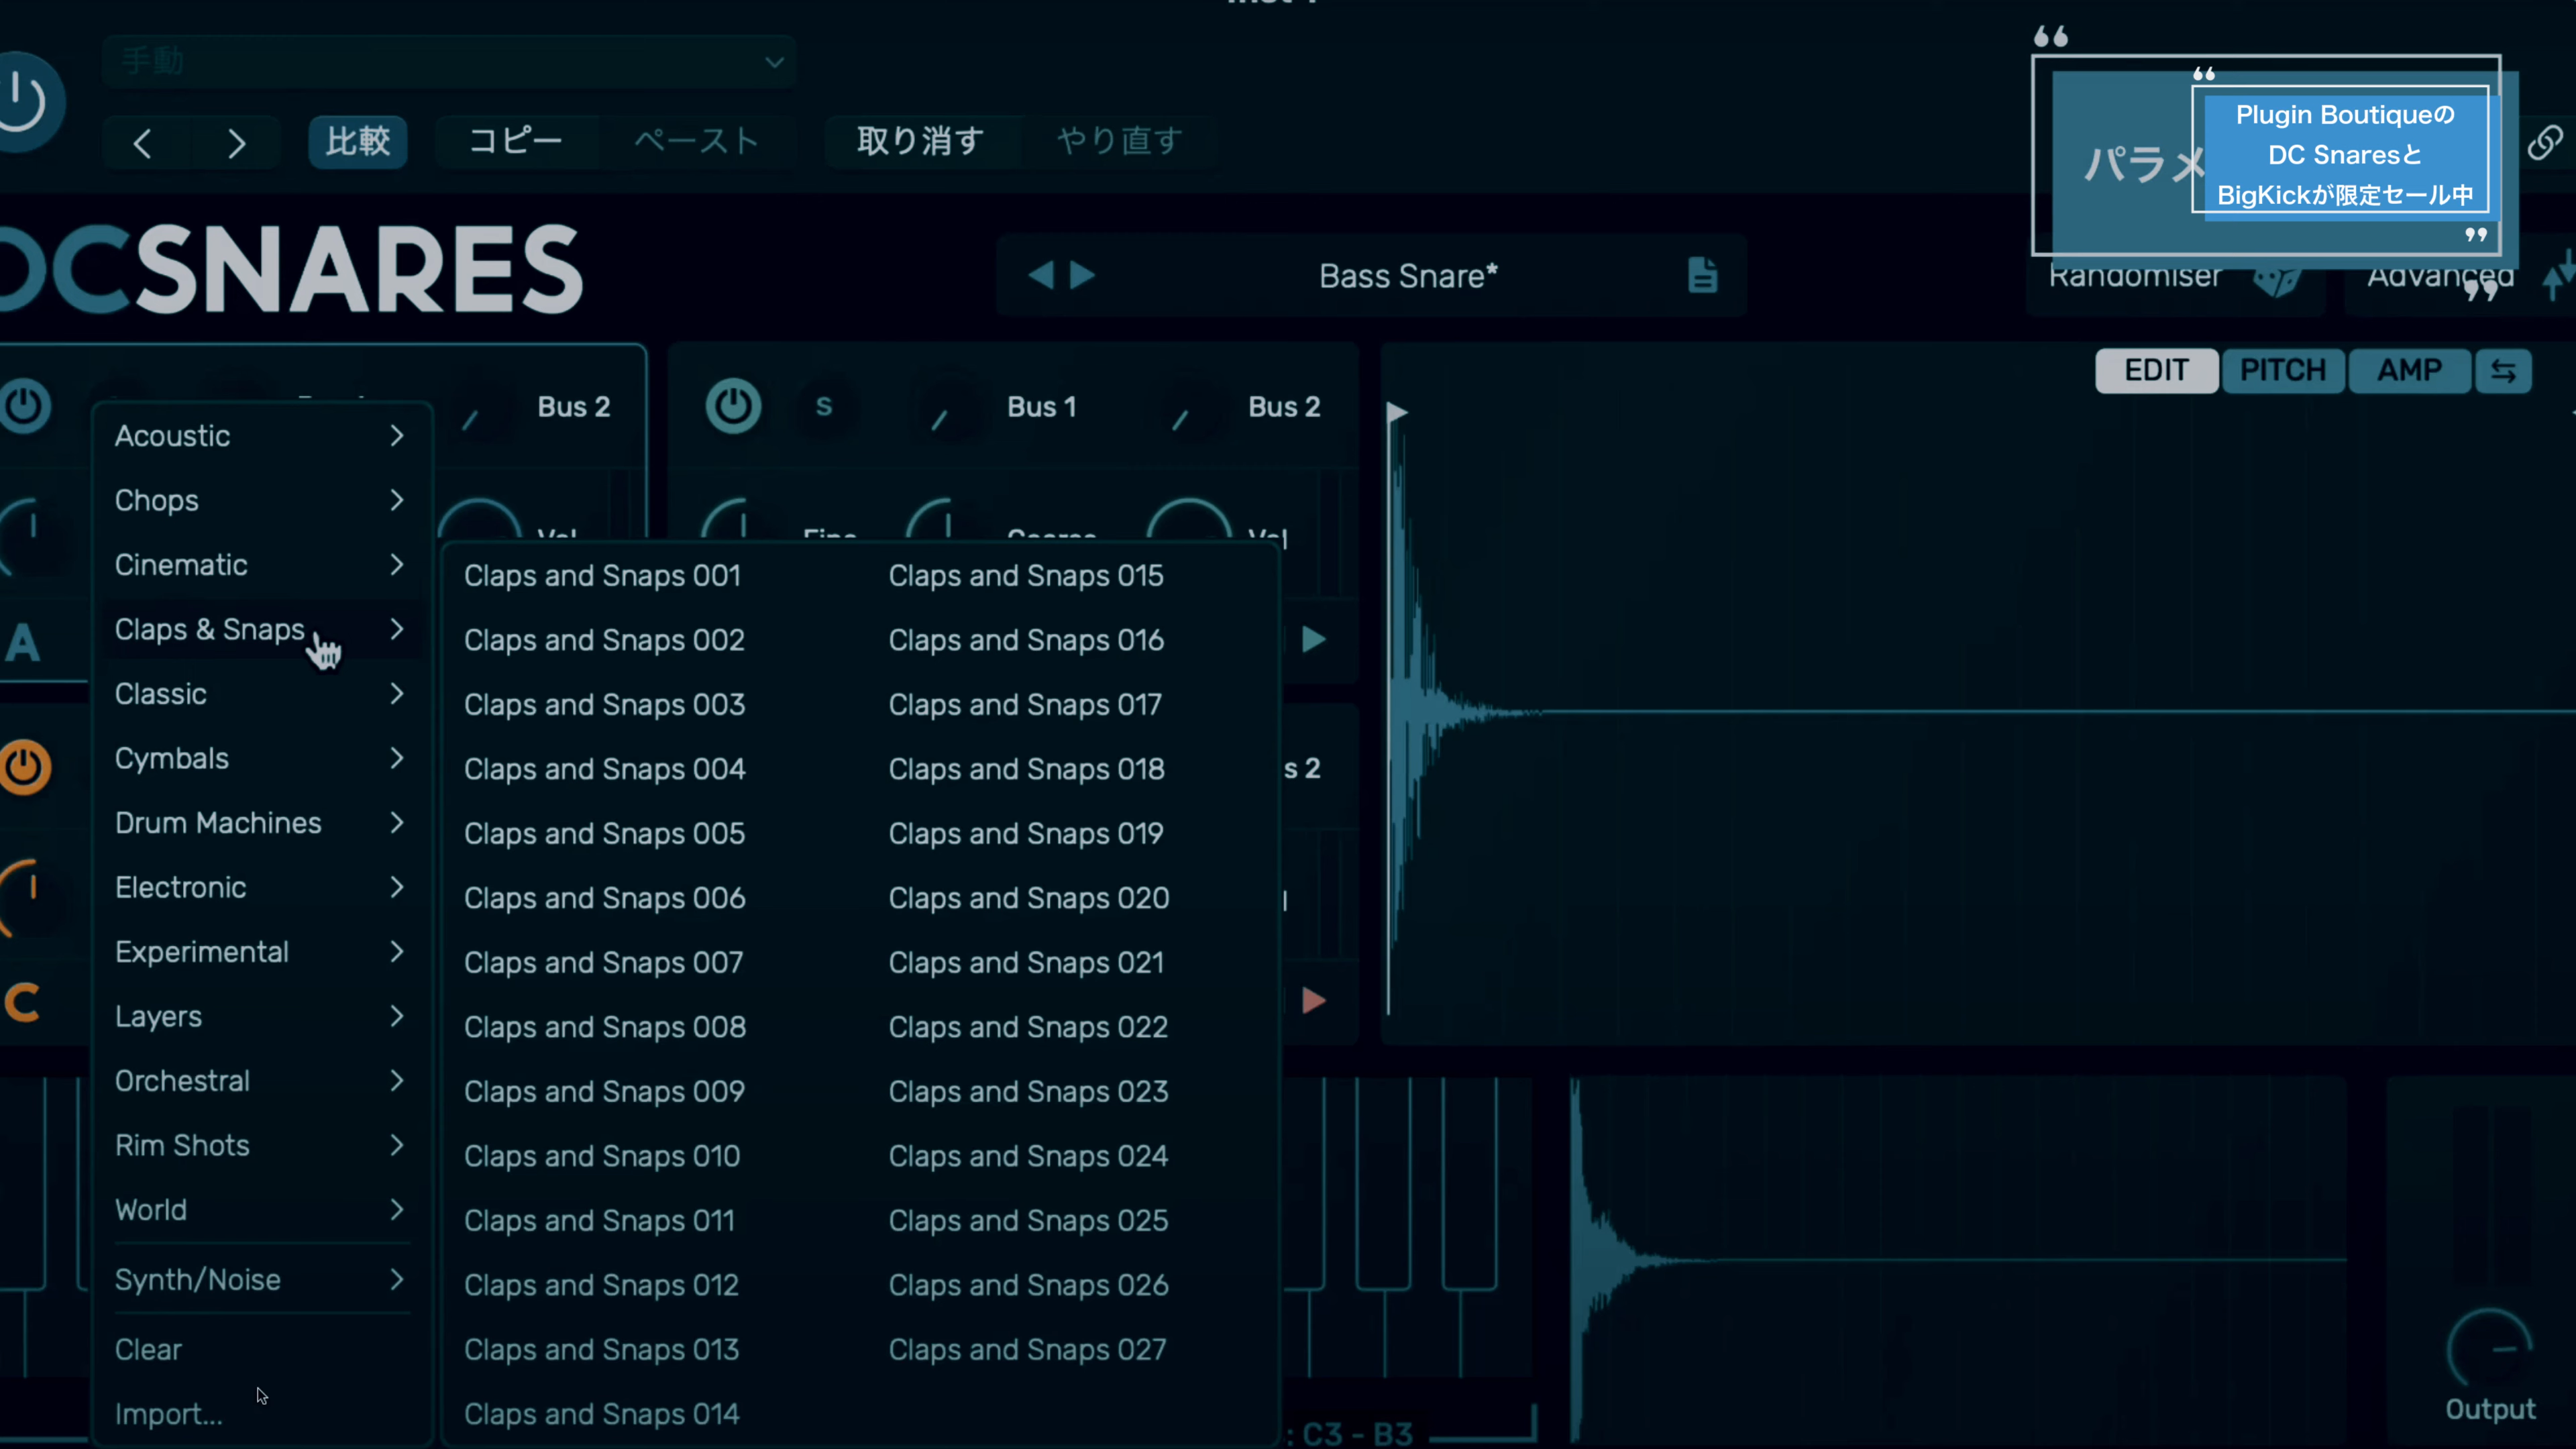 手動
比較
コピー
ペースト
取り消す
やり直す
パラメ
Plugin Boutiqueの
DC Snaresと
BigKickが限定セール中
DCSNARES
Bass Snare*
Randomiser
Advanced
EDIT
PITCH
AMP
Bus 2
S
Bus 1
Bus 2
Vol
Fine
Coarse
Vol
A
C
s 2
Acoustic
Chops
Cinematic
Claps & Snaps
Classic
Cymbals
Drum Machines
Electronic
Experimental
Layers
Orchestral
Rim Shots
World
Synth/Noise
Clear
Import...
Claps and Snaps 001
Claps and Snaps 002
Claps and Snaps 003
Claps and Snaps 004
Claps and Snaps 005
Claps and Snaps 006
Claps and Snaps 007
Claps and Snaps 008
Claps and Snaps 009
Claps and Snaps 010
Claps and Snaps 011
Claps and Snaps 012
Claps and Snaps 013
Claps and Snaps 014
Claps and Snaps 015
Claps and Snaps 016
Claps and Snaps 017
Claps and Snaps 018
Claps and Snaps 019
Claps and Snaps 020
Claps and Snaps 021
Claps and Snaps 022
Claps and Snaps 023
Claps and Snaps 024
Claps and Snaps 025
Claps and Snaps 026
Claps and Snaps 027
: C3 - B3
Output